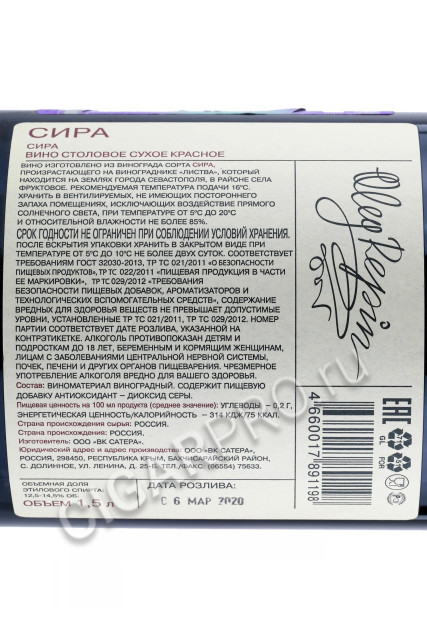 СИРА
СИРА
ВИНО СТОЛОВОЕ СУХОЕ КРАСНОЕ
ВИНО ИЗГОТОВЛЕНО ИЗ ВИНОГРАДА СОРТА СИРА,
ПРОИЗРАСТАЮЩЕГО НА ВИНОГРАДНИКЕ «ЛИСТВА», КОТОРЫЙ
НАХОДИТСЯ НА ЗЕМЛЯХ ГОРОДА СЕВАСТОПОЛЯ, В РАЙОНЕ СЕЛА
ФРУКТОВОЕ. РЕКОМЕНДУЕМАЯ ТЕМПЕРАТУРА ПОДАЧИ 16°С.
ХРАНИТЬ В ВЕНТИЛИРУЕМЫХ, НЕ ИМЕЮЩИХ ПОСТОРОННЕГО
ЗАПАХА ПОМЕЩЕНИЯХ, ИСКЛЮЧАЮЩИХ ВОЗДЕЙСТВИЕ ПРЯМОГО
СОЛНЕЧНОГО СВЕТА, ПРИ ТЕМПЕРАТУРЕ ОТ 5°С ДО 20°С
И ОТНОСИТЕЛЬНОЙ ВЛАЖНОСТИ НЕ БОЛЕЕ 85%.
СРОК ГОДНОСТИ НЕ ОГРАНИЧЕН ПРИ СОБЛЮДЕНИИ УСЛОВИЙ ХРАНЕНИЯ.
ПОСЛЕ ВСКРЫТИЯ УПАКОВКИ ХРАНИТЬ В ЗАКРЫТОМ ВИДЕ ПРИ
ТЕМПЕРАТУРЕ ОТ 5°С ДО 10°С НЕ БОЛЕЕ ДВУХ СУТОК. СООТВЕТСТВУЕТ
ТРЕБОВАНИЯМ ГОСТ 32030-2013, ТР ТС 021/2011 «О БЕЗОПАСНОСТИ
ПИЩЕВЫХ ПРОДУКТОВ», ТР ТС 022/2011 «ПИЩЕВАЯ ПРОДУКЦИЯ В ЧАСТИ
ЕЕ МАРКИРОВКИ», ТР ТС 029/2012 «ТРЕБОВАНИЯ
БЕЗОПАСНОСТИ ПИЩЕВЫХ ДОБАВОК, АРОМАТИЗАТОРОВ И
ТЕХНОЛОГИЧЕСКИХ ВСПОМОГАТЕЛЬНЫХ СРЕДСТВ», СОДЕРЖАНИЕ
ВРЕДНЫХ ДЛЯ ЗДОРОВЬЯ ВЕЩЕСТВ НЕ ПРЕВЫШАЕТ ДОПУСТИМЫЕ
УРОВНИ, УСТАНОВЛЕННЫЕ ТР ТС 021/2011, ТР ТС 029/2012. НОМЕР
ПАРТИИ СООТВЕТСТВУЕТ ДАТЕ РОЗЛИВА, УКАЗАННОЙ НА
КОНТРЭТИКЕТКЕ. АЛКОГОЛЬ ПРОТИВОПОКАЗАН ДЕТЯМ И
ПОДРОСТКАМ ДО 18 ЛЕТ, БЕРЕМЕННЫМ И КОРМЯЩИМ ЖЕНЩИНАМ,
ЛИЦАМ С ЗАБОЛЕВАНИЯМИ ЦЕНТРАЛЬНОЙ НЕРВНОЙ СИСТЕМЫ,
ПОЧЕК, ПЕЧЕНИ И ДРУГИХ ОРГАНОВ ПИЩЕВАРЕНИЯ. ЧРЕЗМЕРНОЕ
УПОТРЕБЛЕНИЕ АЛКОГОЛЯ ВРЕДНО ДЛЯ ВАШЕГО ЗДОРОВЬЯ.
Состав: ВИНОМАТЕРИАЛ ВИНОГРАДНЫЙ. СОДЕРЖИТ ПИЩЕВУЮ
ДОБАВКУ АНТИОКСИДАНТ – ДИОКСИД СЕРЫ.
Пищевая ценность на 100 мл продукта (среднее значение): УГЛЕВОДЫ – 0,2 Г,
ЭНЕРГЕТИЧЕСКАЯ ЦЕННОСТЬ/КАЛОРИЙНОСТЬ – 314 КДЖ/75 ККАЛ.
Страна происхождения сырья: РОССИЯ.
Страна происхождения: РОССИЯ.
Изготовитель: ООО «ВК САТЕРА».
Юридический адрес и адрес производства: ООО «ВК САТЕРА»,
РОССИЯ, 298450, РЕСПУБЛИКА КРЫМ, БАХЧИСАРАЙСКИЙ РАЙОН,
С. ДОЛИННОЕ, УЛ. ЛЕНИНА, Д. 25-Б. ТЕЛ./ФАКС: (36554) 75633.
ОБЪЕМНАЯ ДОЛЯ
ЭТИЛОВОГО СПИРТА:
12,5-14,5% ОБ.
ОБЪЕМ 1,5 л
ДАТА РОЗЛИВА:
С 6 МАР 2020
4 660017 891198
EAC
GL
POR
CIGARPRO.RU